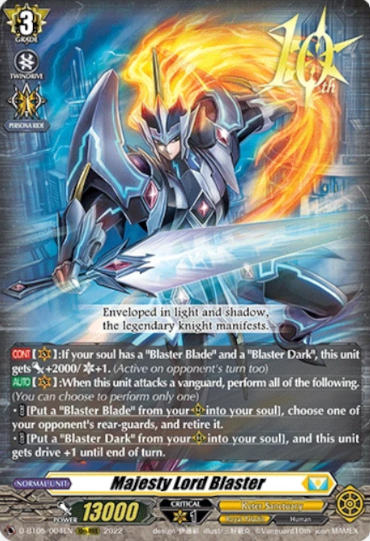 3
GRADE
10th
TWINDRIVE
PERSONA RIDE
Enveloped in light and shadow,
the legendary knight manifests.
CONT [ ]:If your soul has a "Blaster Blade" and a "Blaster Dark", this unit
gets +2000/ +1. (Active on opponent's turn too)
AUTO [ ]:When this unit attacks a vanguard, perform all of the following.
(You can choose to perform only one)
・ [Put a "Blaster Blade" from your into your soul], choose one of
your opponent's rear-guards, and retire it.
・ [Put a "Blaster Dark" from your into your soul], and this unit
gets drive +1 until end of turn.
NORMAL UNIT
Majesty Lord Blaster
POWER 13000
CRITICAL
1
Keter Sanctuary
Human
2022
design/伊藤彰
©Vanguard10th